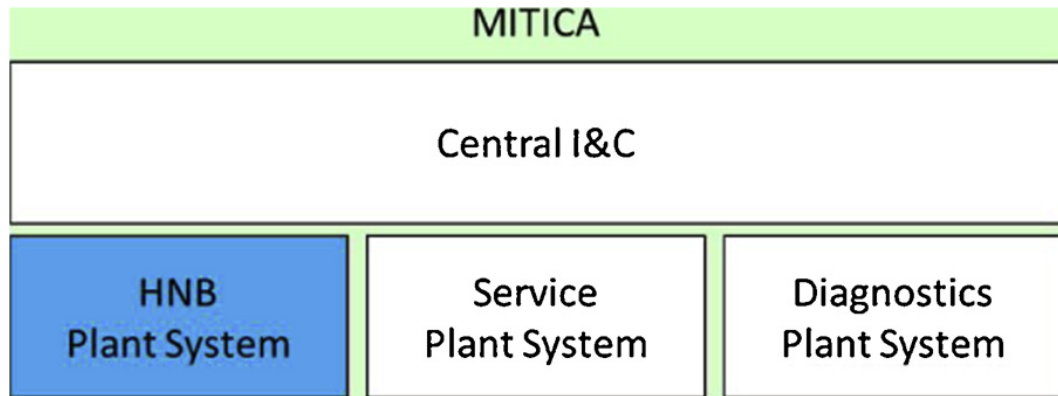 MITICA
Central I&C
HNB
Plant System
Service
Plant System
Diagnostics
Plant System